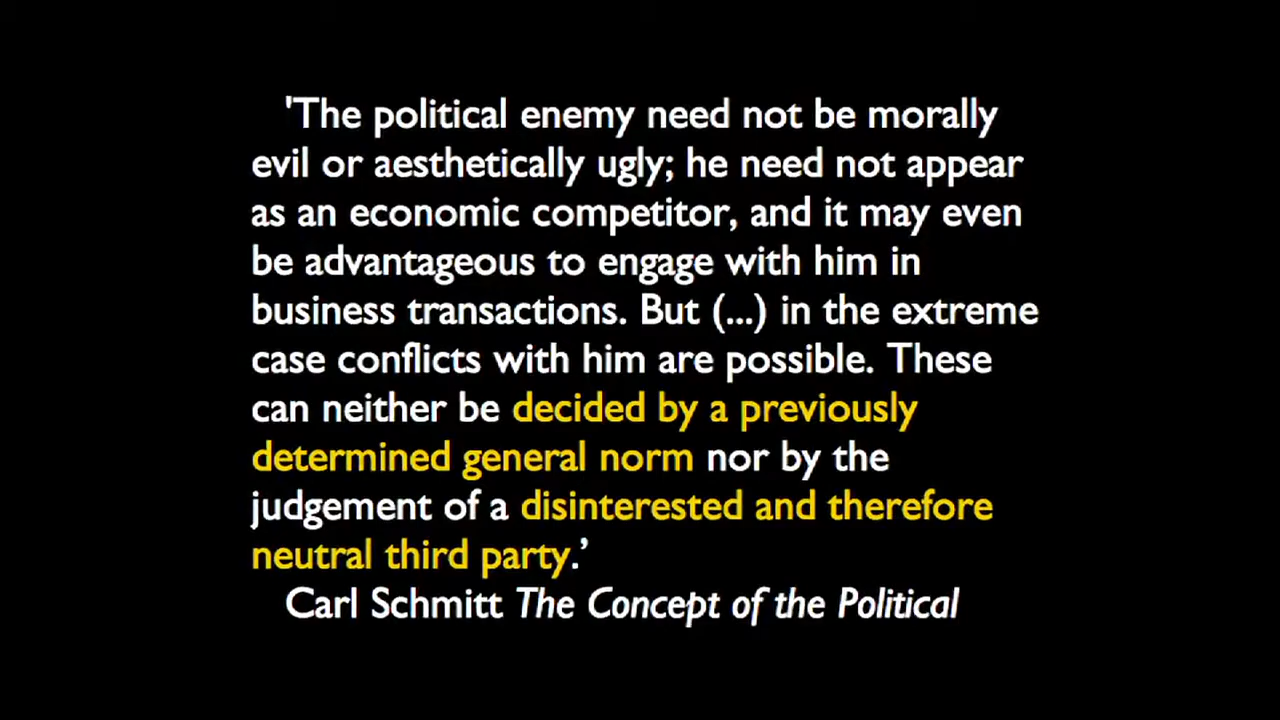 'The political enemy need not be morally
evil or aesthetically ugly; he need not appear
as an economic competitor, and it may even
be advantageous to engage with him in
business transactions. But (...) in the extreme
case conflicts with him are possible. These
can neither be decided by a previously
determined general norm nor by the
judgement of a disinterested and therefore
neutral third party.’
Carl Schmitt The Concept of the Political